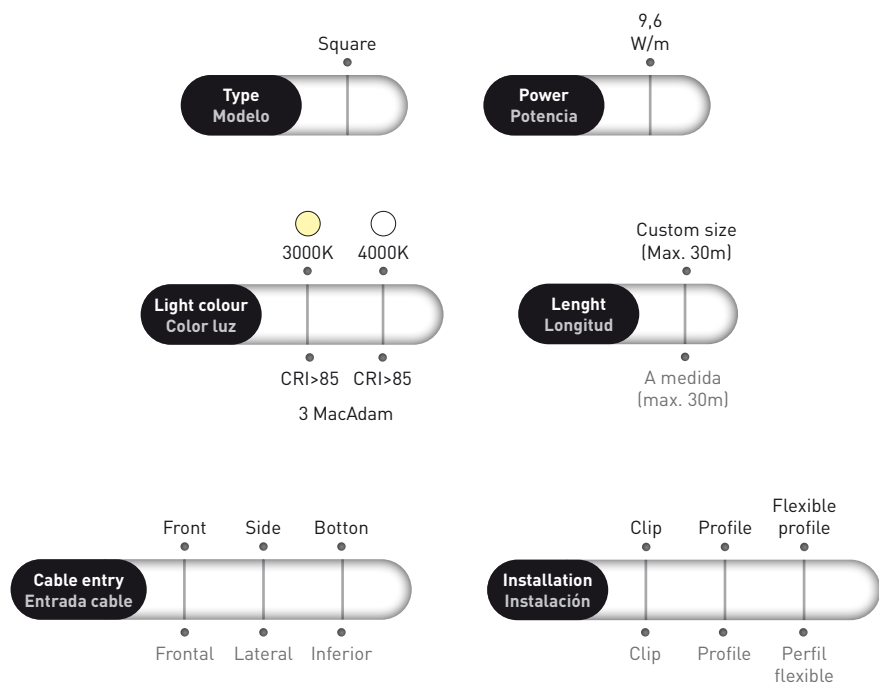 Square
Type
Modelo
9,6
W/m
Power
Potencia
3000K 4000K
Light colour
Color luz
CRI>85 CRI>85
3 MacAdam
Custom size
(Max. 30m)
Lenght
Longitud
A medida
(max. 30m)
Front Side Botton
Cable entry
Entrada cable
Frontal Lateral Inferior
Clip Profile Flexible
profile
Installation
Instalación
Clip Profile Perfil
flexible